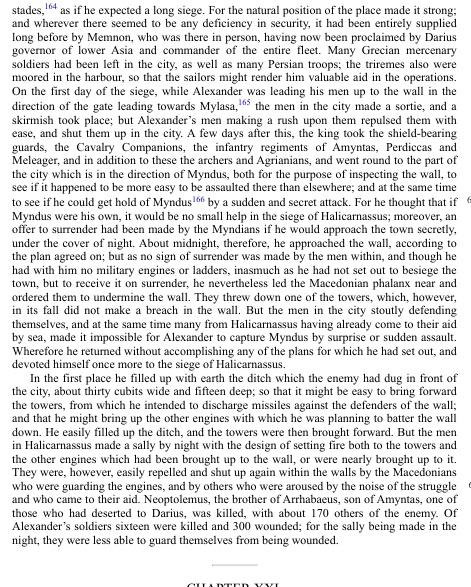 stades,164 as if he expected a long siege. For the natural position of the place made it strong;
and wherever there seemed to be any deficiency in security, it had been entirely supplied
long before by Memnon, who was there in person, having now been proclaimed by Darius
governor of lower Asia and commander of the entire fleet. Many Grecian mercenary
soldiers had been left in the city, as well as many Persian troops; the triremes also were
moored in the harbour, so that the sailors might render him valuable aid in the operations.
On the first day of the siege, while Alexander was leading his men up to the wall in the
direction of the gate leading towards Mylasa,165 the men in the city made a sortie, and a
skirmish took place; but Alexander's men making a rush upon them repulsed them with
ease, and shut them up in the city. A few days after this, the king took the shield-bearing
guards, the Cavalry Companions, the infantry regiments of Amyntas, Perdiccas and
Meleager, and in addition to these the archers and Agrianians, and went round to the part of
the city which is in the direction of Myndus, both for the purpose of inspecting the wall, to
see if it happened to be more easy to be assaulted there than elsewhere; and at the same time
to see if he could get hold of Myndus166 by a sudden and secret attack. For he thought that if 6
Myndus were his own, it would be no small help in the siege of Halicarnassus; moreover, an
offer to surrender had been made by the Myndians if he would approach the town secretly,
under the cover of night. About midnight, therefore, he approached the wall, according to
the plan agreed on; but as no sign of surrender was made by the men within, and though he
had with him no military engines or ladders, inasmuch as he had not set out to besiege the
town, but to receive it on surrender, he nevertheless led the Macedonian phalanx near and
ordered them to undermine the wall. They threw down one of the towers, which, however,
in its fall did not make a breach in the wall. But the men in the city stoutly defending
themselves, and at the same time many from Halicarnassus having already come to their aid
by sea, made it impossible for Alexander to capture Myndus by surprise or sudden assault.
Wherefore he returned without accomplishing any of the plans for which he had set out, and
devoted himself once more to the siege of Halicarnassus.
In the first place he filled up with earth the ditch which the enemy had dug in front of
the city, about thirty cubits wide and fifteen deep; so that it might be easy to bring forward
the towers, from which he intended to discharge missiles against the defenders of the wall;
and that he might bring up the other engines with which he was planning to batter the wall
down. He easily filled up the ditch, and the towers were then brought forward. But the men
in Halicarnassus made a sally by night with the design of setting fire both to the towers and
the other engines which had been brought up to the wall, or were nearly brought up to it.
They were, however, easily repelled and shut up again within the walls by the Macedonians
who were guarding the engines, and by others who were aroused by the noise of the struggle 6
and who came to their aid. Neoptolemus, the brother of Arrhabaeus, son of Amyntas, one of
those who had deserted to Darius, was killed, with about 170 others of the enemy. Of
Alexander's soldiers sixteen were killed and 300 wounded; for the sally being made in the
night, they were less able to guard themselves from being wounded.
CHAPTER XXI